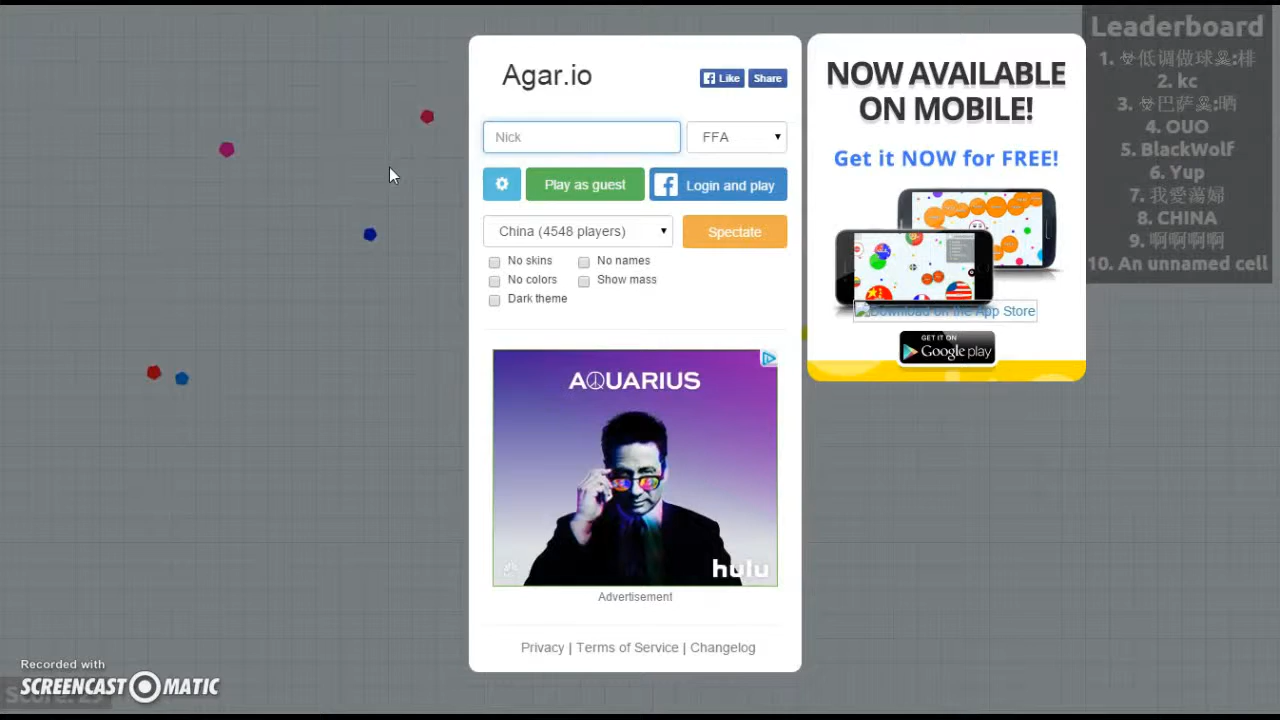 Agar.io
Like
Share
Nick
FFA
Play as guest
Login and play
China (4548 players)
Spectate
No skins
No names
No colors
Show mass
Dark theme
AQUARIUS
hulu
Advertisement
Privacy | Terms of Service | Changelog
NOW AVAILABLE
ON MOBILE!
Get it NOW for FREE!
Download on the App Store
GET IT ON
Google play
Leaderboard
2. kc
4. OUO
5. BlackWolf
6. Yup
7. 我愛蕩婦
8. CHINA
9. 啊啊啊啊
10. An unnamed cell
Recorded with
SCREENCAST MATIC